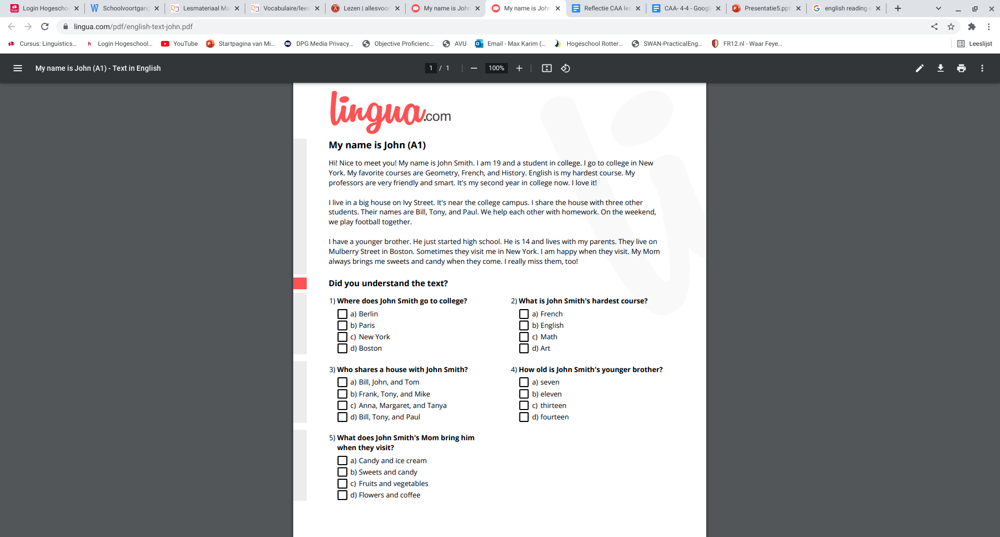 Login Hogescho
Schoolvoortgang
Lesmateriaal Ma
Vocabulaire/lees
Lezen | allesvoor
My name is John
My name is John
Reflectie CAA les
CAA- 4-4 - Googl
Presentatie5.ppt
english reading e
lingua.com/pdf/english-text-john.pdf
Cursus: Linguistics...
Login Hogeschool...
YouTube
Startpagina van Mi...
DPG Media Privacy...
Objective Proficienc...
AVU
Email - Max Karim (...
Hogeschool Rotter...
SWAN-PracticalEng...
FR12.nl - Waar Feye...
Leeslijst
My name is John (A1) - Text in English
1 / 1
100%
lingua.com
My name is John (A1)
Hi! Nice to meet you! My name is John Smith. I am 19 and a student in college. I go to college in New
York. My favorite courses are Geometry, French, and History. English is my hardest course. My
professors are very friendly and smart. It's my second year in college now. I love it!
I live in a big house on Ivy Street. It's near the college campus. I share the house with three other
students. Their names are Bill, Tony, and Paul. We help each other with homework. On the weekend,
we play football together.
I have a younger brother. He just started high school. He is 14 and lives with my parents. They live on
Mulberry Street in Boston. Sometimes they visit me in New York. I am happy when they visit. My Mom
always brings me sweets and candy when they come. I really miss them, too!
Did you understand the text?
1) Where does John Smith go to college?
a) Berlin
b) Paris
c) New York
d) Boston
2) What is John Smith's hardest course?
a) French
b) English
c) Math
d) Art
3) Who shares a house with John Smith?
a) Bill, John, and Tom
b) Frank, Tony, and Mike
c) Anna, Margaret, and Tanya
d) Bill, Tony, and Paul
4) How old is John Smith's younger brother?
a) seven
b) eleven
c) thirteen
d) fourteen
5) What does John Smith's Mom bring him
when they visit?
a) Candy and ice cream
b) Sweets and candy
c) Fruits and vegetables
d) Flowers and coffee